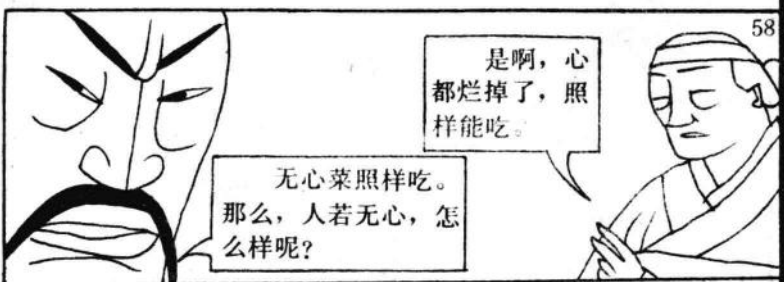 58
是啊，心
都烂掉了，照
样能吃。
无心菜照样吃。
那么，人若无心，怎
么样呢？